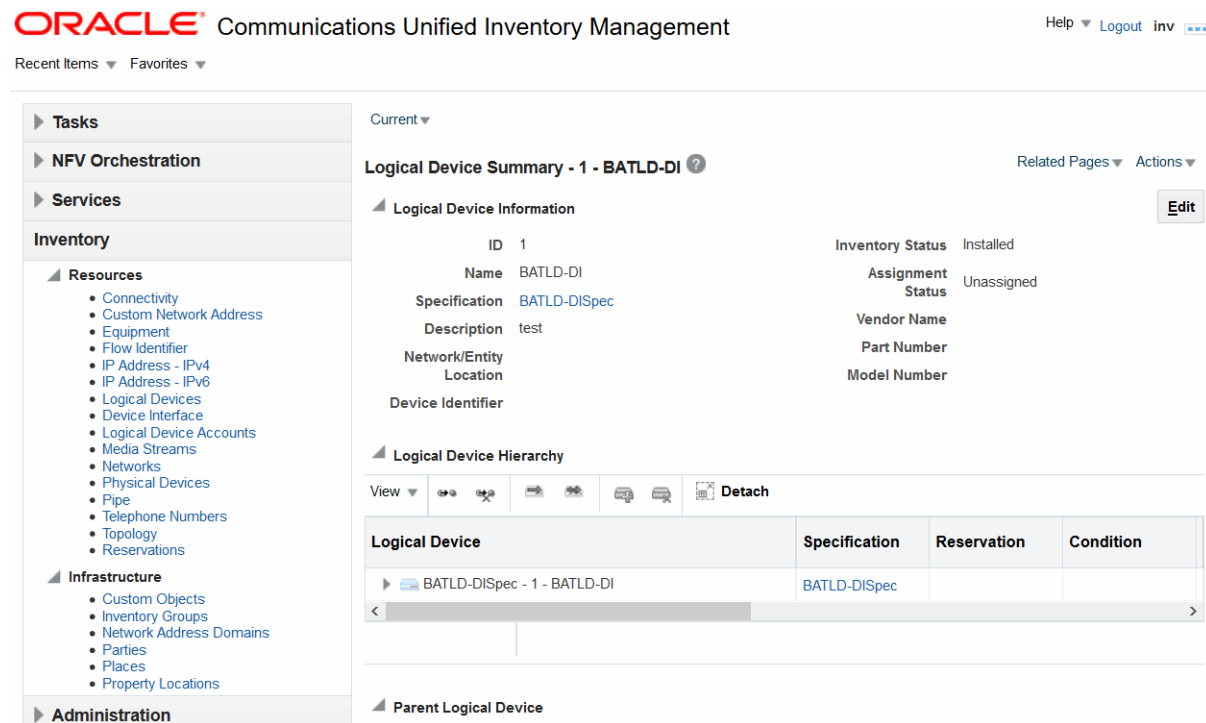 ORACLE Communications Unified Inventory Management
Help Logout inv
Recent Items Favorites
Tasks
NFV Orchestration
Services
Inventory
Resources
Connectivity
Custom Network Address
Equipment
Flow Identifier
IP Address - IPv4
IP Address - IPv6
Logical Devices
Device Interface
Logical Device Accounts
Media Streams
Networks
Physical Devices
Pipe
Telephone Numbers
Topology
Reservations
Infrastructure
Custom Objects
Inventory Groups
Network Address Domains
Parties
Places
Property Locations
Administration
Current
Logical Device Summary - 1 - BATLD-DI ?
Related Pages Actions
Logical Device Information
Edit
ID 1
Name BATLD-DI
Specification BATLD-DISpec
Description test
Network/Entity
Location
Device Identifier
Inventory Status Installed
Assignment
Status Unassigned
Vendor Name
Part Number
Model Number
Logical Device Hierarchy
View Detach
Logical Device Specification Reservation Condition
BATLD-DISpec - 1 - BATLD-DI BATLD-DISpec
Parent Logical Device